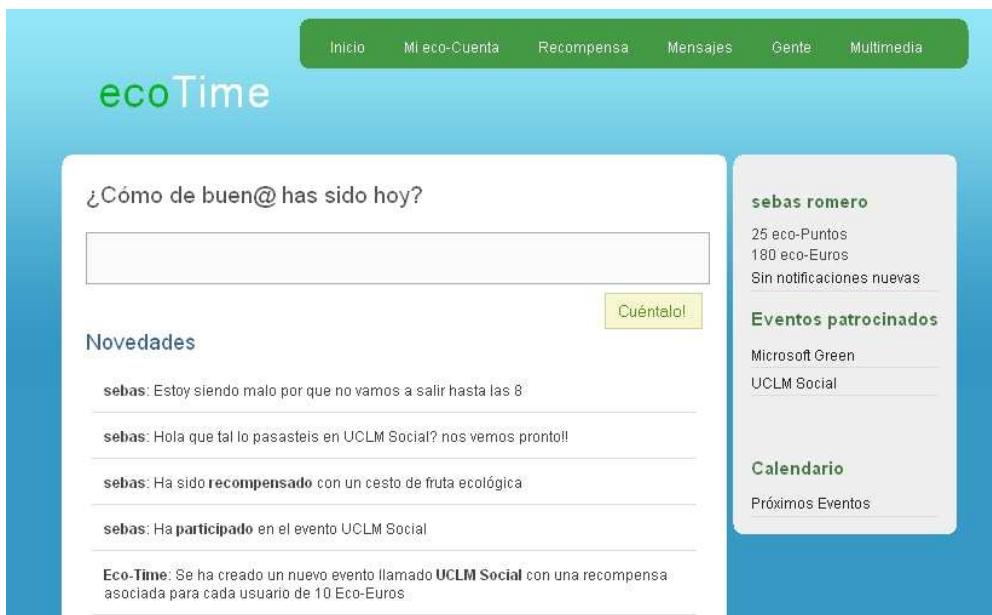 Inicio Mi eco-Cuenta Recompensa Mensajes Gente Multimedia
ecoTime
¿Cómo de buen@ has sido hoy?
Cuéntalo!
Novedades
sebas: Estoy siendo malo por que no vamos a salir hasta las 8
sebas: Hola que tal lo pasasteis en UCLM Social? nos vemos pronto!!
sebas: Ha sido recompensado con un cesto de fruta ecológica
sebas: Ha participado en el evento UCLM Social
Eco-Time: Se ha creado un nuevo evento llamado UCLM Social con una recompensa
asociada para cada usuario de 10 Eco-Euros
sebas romero
25 eco-Puntos
180 eco-Euros
Sin notificaciones nuevas
Eventos patrocinados
Microsoft Green
UCLM Social
Calendario
Próximos Eventos